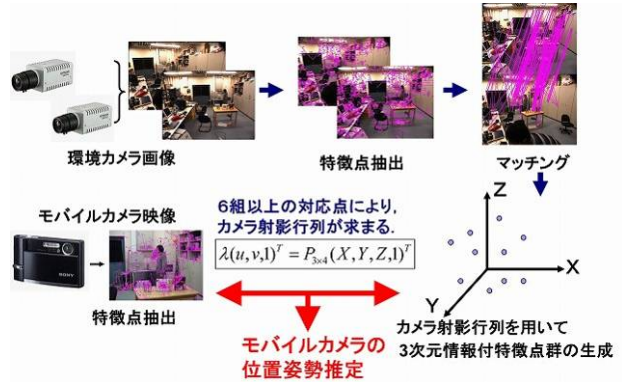 環境カメラ画像
特徴点抽出
マッチング
モバイルカメラ映像
SONY
特徴点抽出
6組以上の対応点により,
カメラ射影行列が求まる.
λ(u,v,1)^T = P_{3×4}(X,Y,Z,1)^T
Z
X
Y
カメラ射影行列を用いて
3次元情報付特徴点群の生成
モバイルカメラの
位置姿勢推定